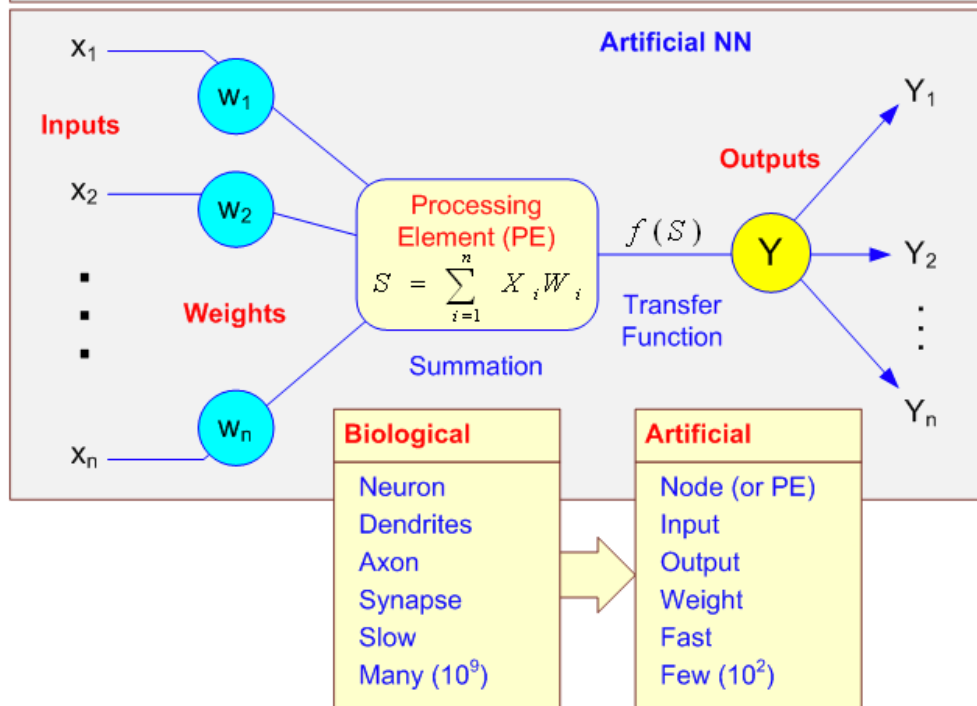 Artificial NN
x₁
w₁
Inputs
x₂
w₂
Weights
xₙ
wₙ
Processing
Element (PE)
S = ∑ᵢ₌₁ⁿ XᵢWᵢ
Summation
f(S)
Transfer
Function
Y
Outputs
Y₁
Y₂
Yₙ
Biological
Neuron
Dendrites
Axon
Synapse
Slow
Many (10⁹)
Artificial
Node (or PE)
Input
Output
Weight
Fast
Few (10²)